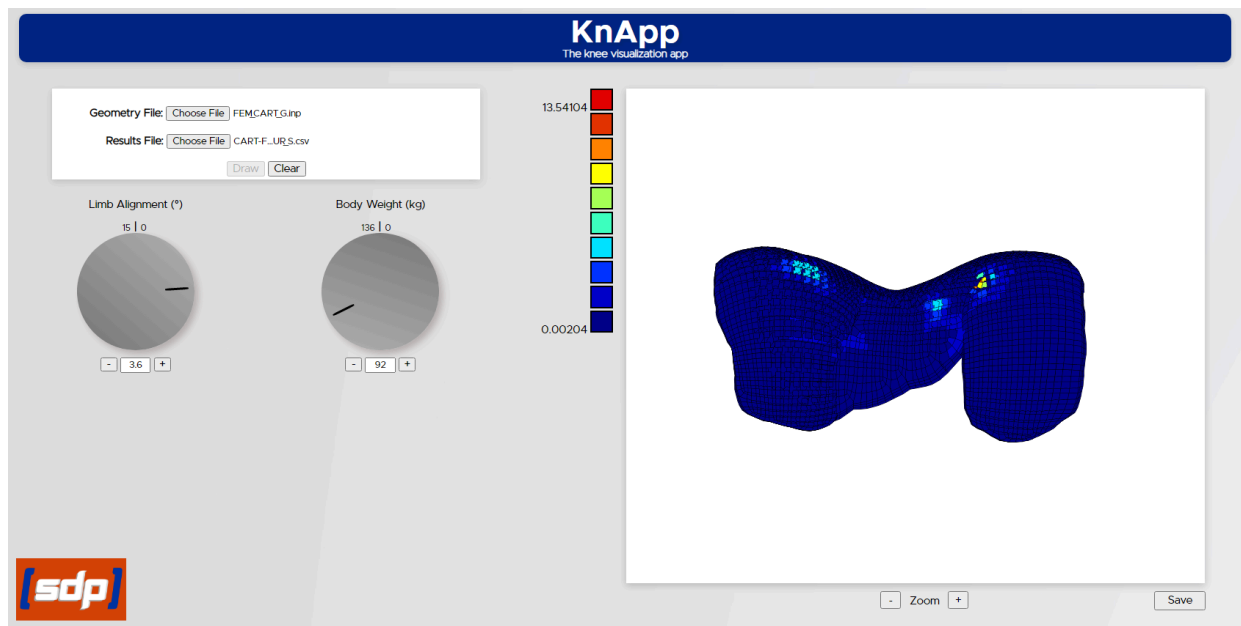 KnApp
The knee visualization app
Geometry File: Choose File FEM_CART_G.inp
Results File: Choose File CART-F...UR_S.csv
Draw Clear
Limb Alignment (°)
15 | 0
- 3.6 +
Body Weight (kg)
136 | 0
- 92 +
13.54104
0.00204
- Zoom +
Save
[sdp]